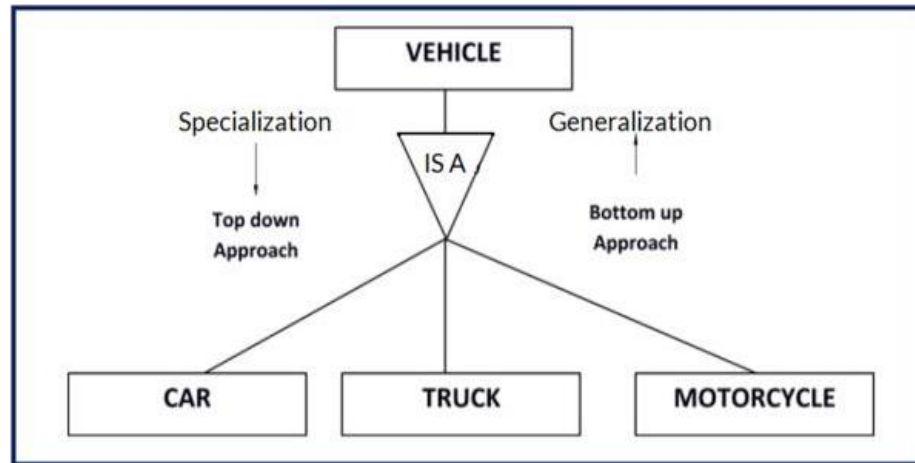 VEHICLE
Specialization
Generalization
IS A
Top down
Approach
Bottom up
Approach
CAR
TRUCK
MOTORCYCLE